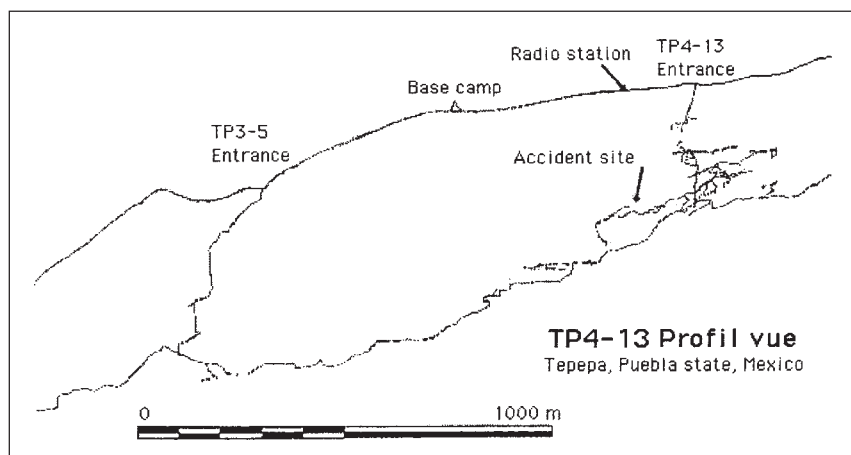 TP4-13
Entrance
Radio station
Base camp
TP3-5
Entrance
Accident site
TP4-13 Profil vue
Tepepa, Puebla state, Mexico
0 1000 m